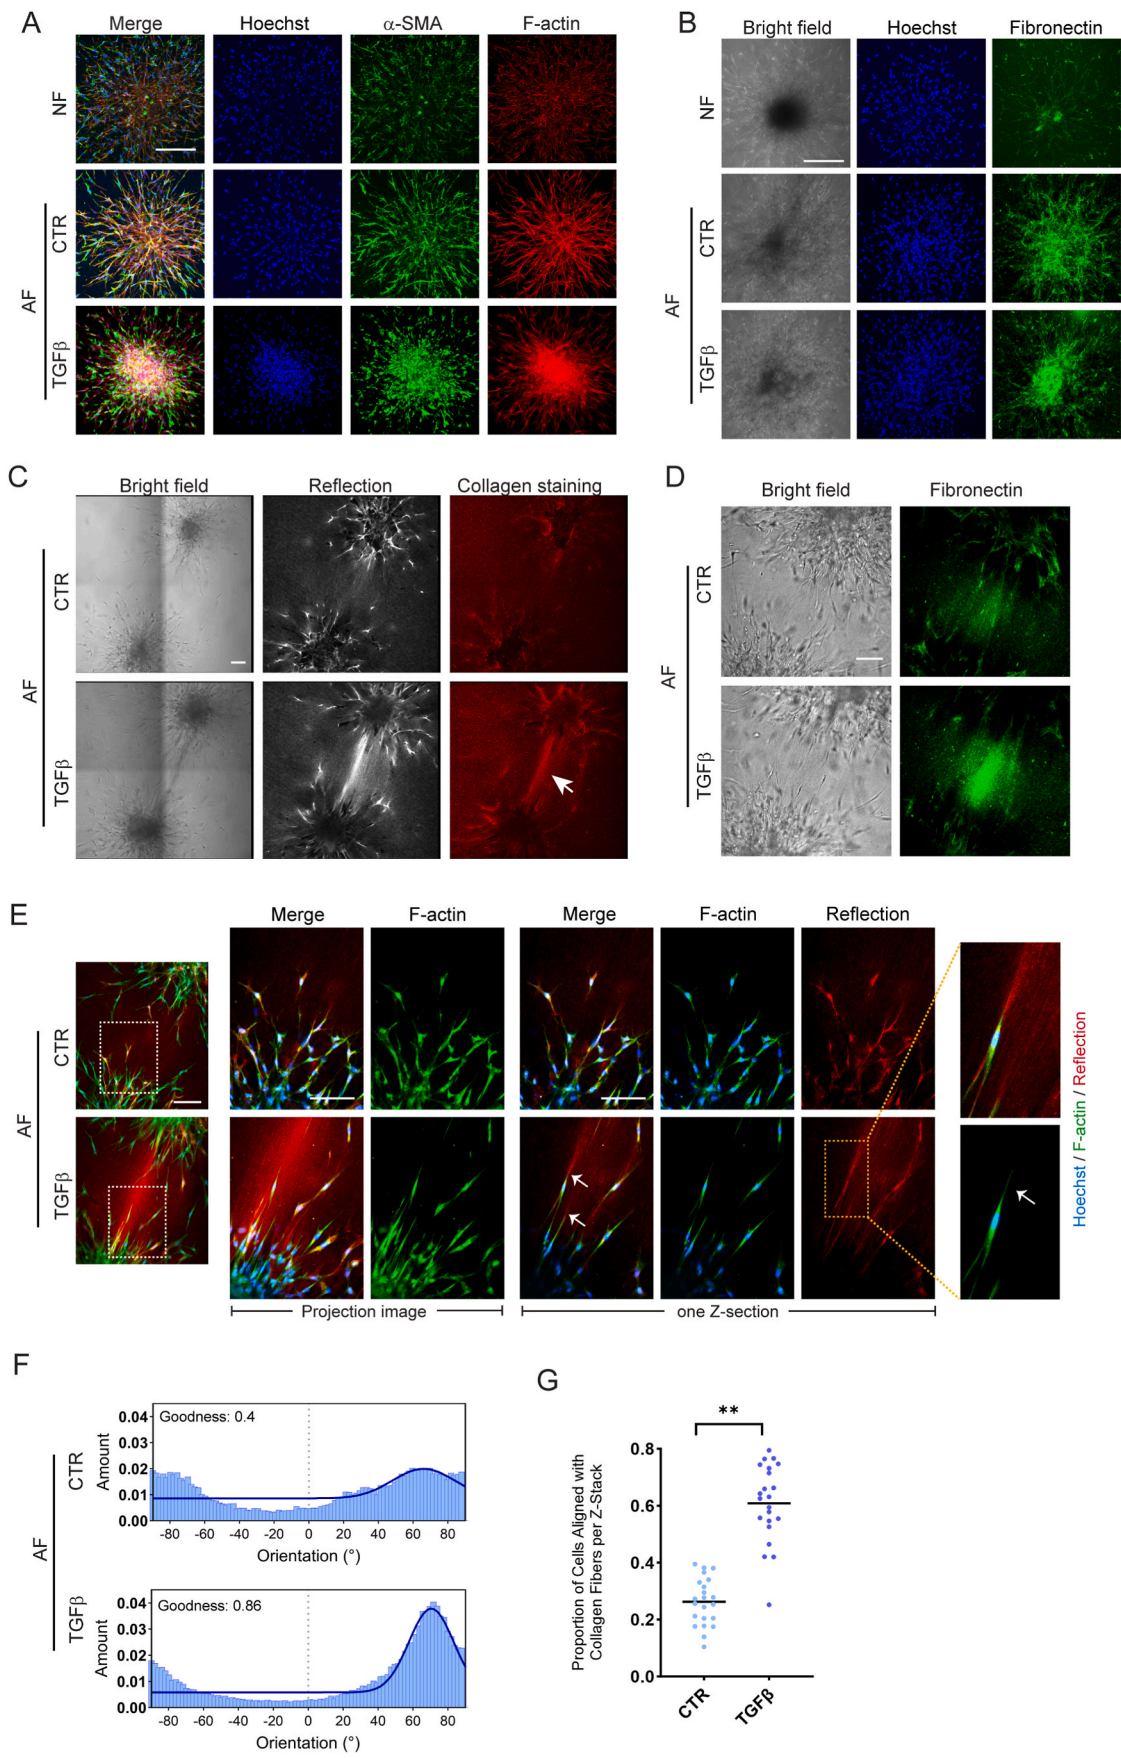 A
Merge Hoechst α-SMA F-actin
NF
CTR
AF
TGFβ
B
Bright field Hoechst Fibronectin
NF
CTR
AF
TGFβ
C
Bright field Reflection Collagen staining
CTR
AF
TGFβ
D
Bright field Fibronectin
CTR
AF
TGFβ
E
Merge F-actin Merge F-actin Reflection
CTR
AF
TGFβ
Hoechst / F-actin / Reflection
Projection image one Z-section
F
Goodness: 0.4
0.04
0.03
0.02
0.01
0.00
Amount
-80 -60 -40 -20 0 20 40 60 80
Orientation (°)
CTR
AF
TGFβ
Goodness: 0.86
0.04
0.03
0.02
0.01
0.00
Amount
-80 -60 -40 -20 0 20 40 60 80
Orientation (°)
G
**
0.8
0.6
0.4
0.2
0.0
Proportion of Cells Aligned with
Collagen Fibers per Z-Stack
CTR TGFβ